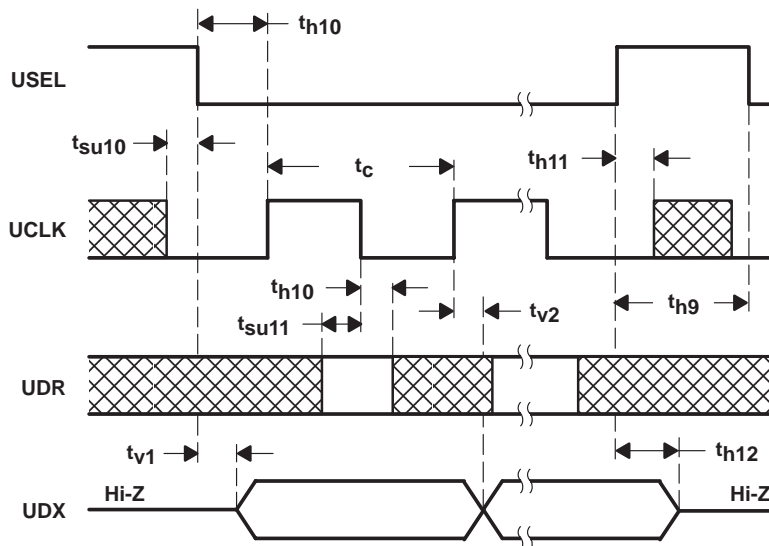 th10
USEL
tsu10
tc
th11
UCLK
th10
tsu11
tv2
th9
UDR
tv1
th12
Hi-Z
Hi-Z
UDX